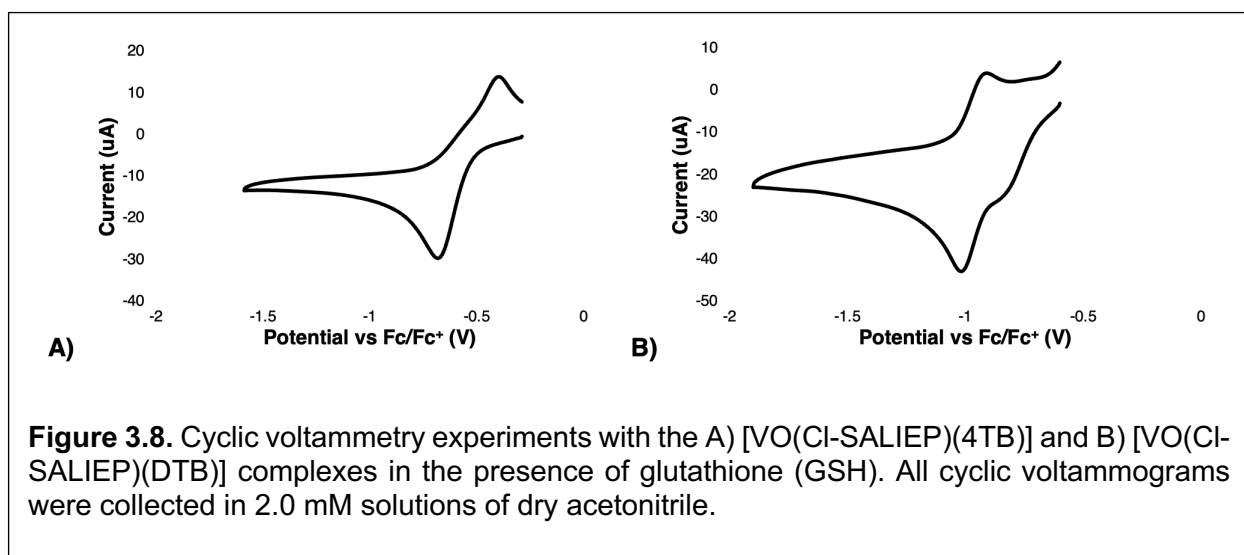 20
10
0
-10
-20
-30
-40
Current (uA)
-2 -1.5 -1 -0.5 0
Potential vs Fc/Fc⁺ (V)
A)
10
0
-10
-20
-30
-40
-50
Current (uA)
-2 -1.5 -1 -0.5 0
Potential vs Fc/Fc⁺ (V)
B)
Figure 3.8. Cyclic voltammetry experiments with the A) [VO(Cl-SALIEP)(4TB)] and B) [VO(Cl-
SALIEP)(DTB)] complexes in the presence of glutathione (GSH). All cyclic voltammograms
were collected in 2.0 mM solutions of dry acetonitrile.